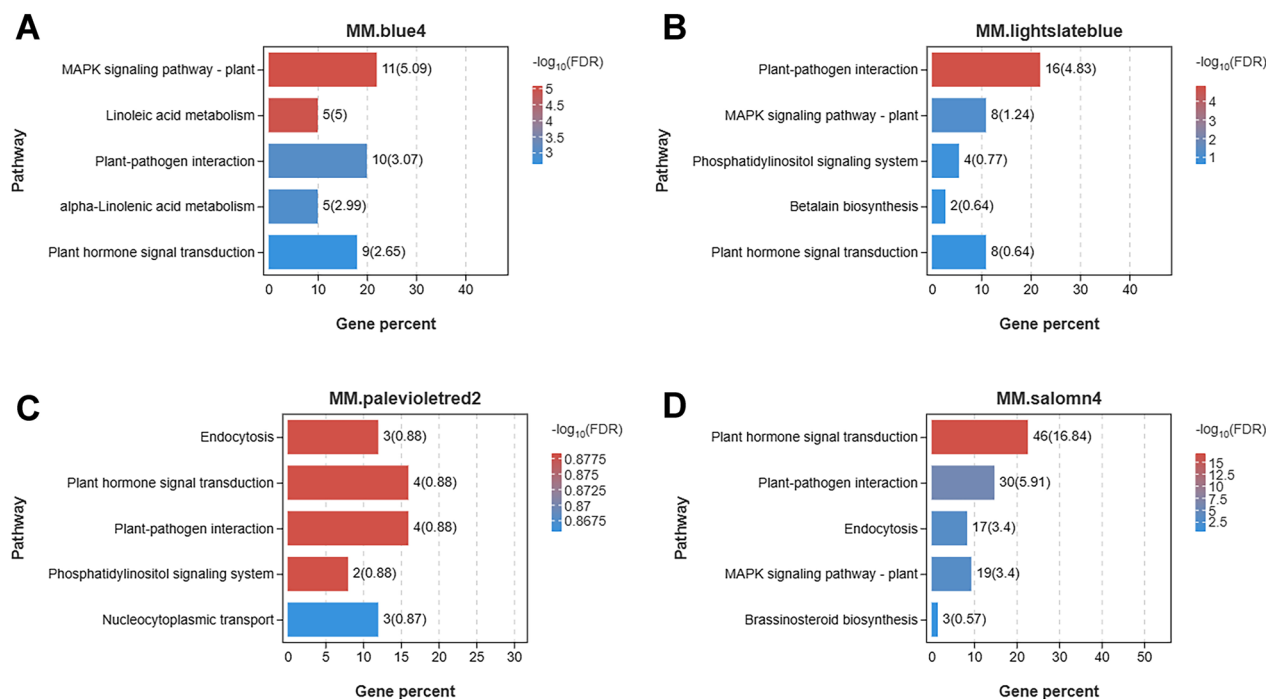 A
MM.blue4
Pathway
MAPK signaling pathway - plant
11(5.09)
Linoleic acid metabolism
5(5)
Plant-pathogen interaction
10(3.07)
alpha-Linolenic acid metabolism
5(2.99)
Plant hormone signal transduction
9(2.65)
0 10 20 30 40
Gene percent
-log10(FDR)
5
4.5
4
3.5
3
B
MM.lightslateblue
Pathway
Plant-pathogen interaction
16(4.83)
MAPK signaling pathway - plant
8(1.24)
Phosphatidylinositol signaling system
4(0.77)
Betalain biosynthesis
2(0.64)
Plant hormone signal transduction
8(0.64)
0 10 20 30 40
Gene percent
-log10(FDR)
4
3
2
1
C
MM.palevioletred2
Pathway
Endocytosis
3(0.88)
Plant hormone signal transduction
4(0.88)
Plant-pathogen interaction
4(0.88)
Phosphatidylinositol signaling system
2(0.88)
Nucleocytoplasmic transport
3(0.87)
0 5 10 15 20 25 30
Gene percent
-log10(FDR)
0.8775
0.875
0.8725
0.87
0.8675
D
MM.salomn4
Pathway
Plant hormone signal transduction
46(16.84)
Plant-pathogen interaction
30(5.91)
Endocytosis
17(3.4)
MAPK signaling pathway - plant
19(3.4)
Brassinosteroid biosynthesis
3(0.57)
0 10 20 30 40 50
Gene percent
-log10(FDR)
15
12.5
10
7.5
5
2.5